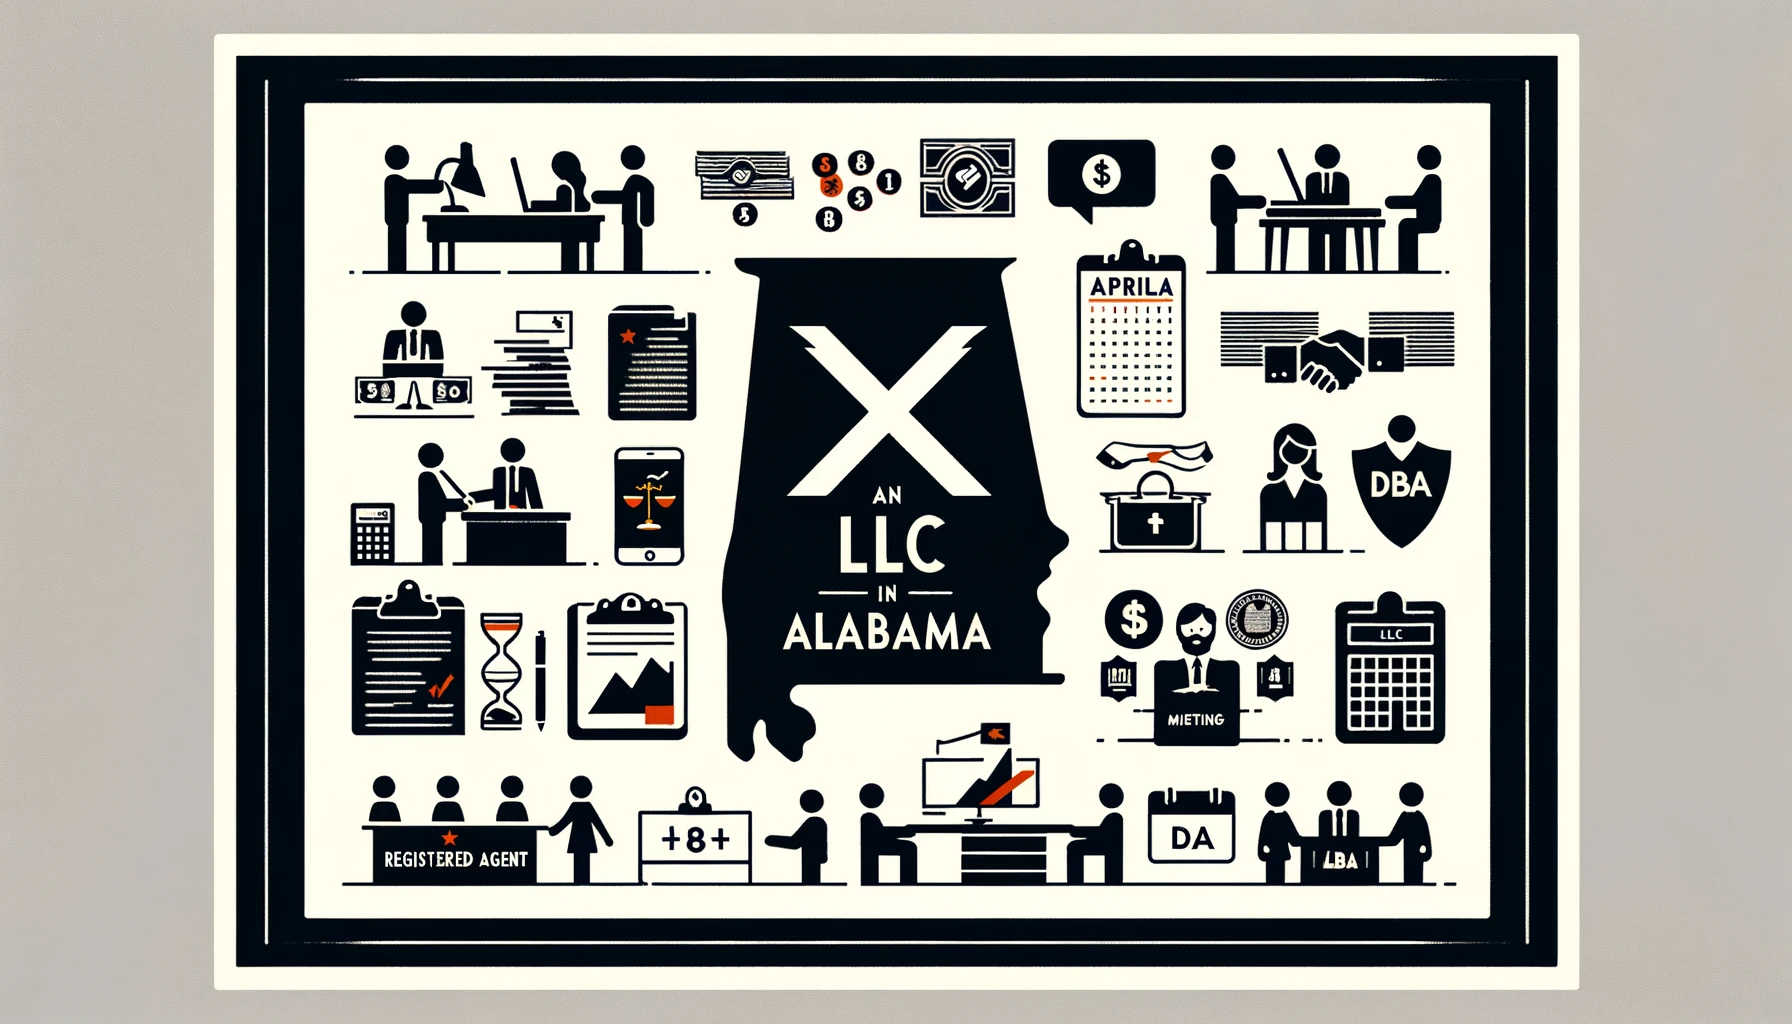 $
APRILA
X
AN
LLC
IN
ALABAMA
DBA
$
LLC
MIETING
REGISTERED AGENT
+8+
DA
LBA